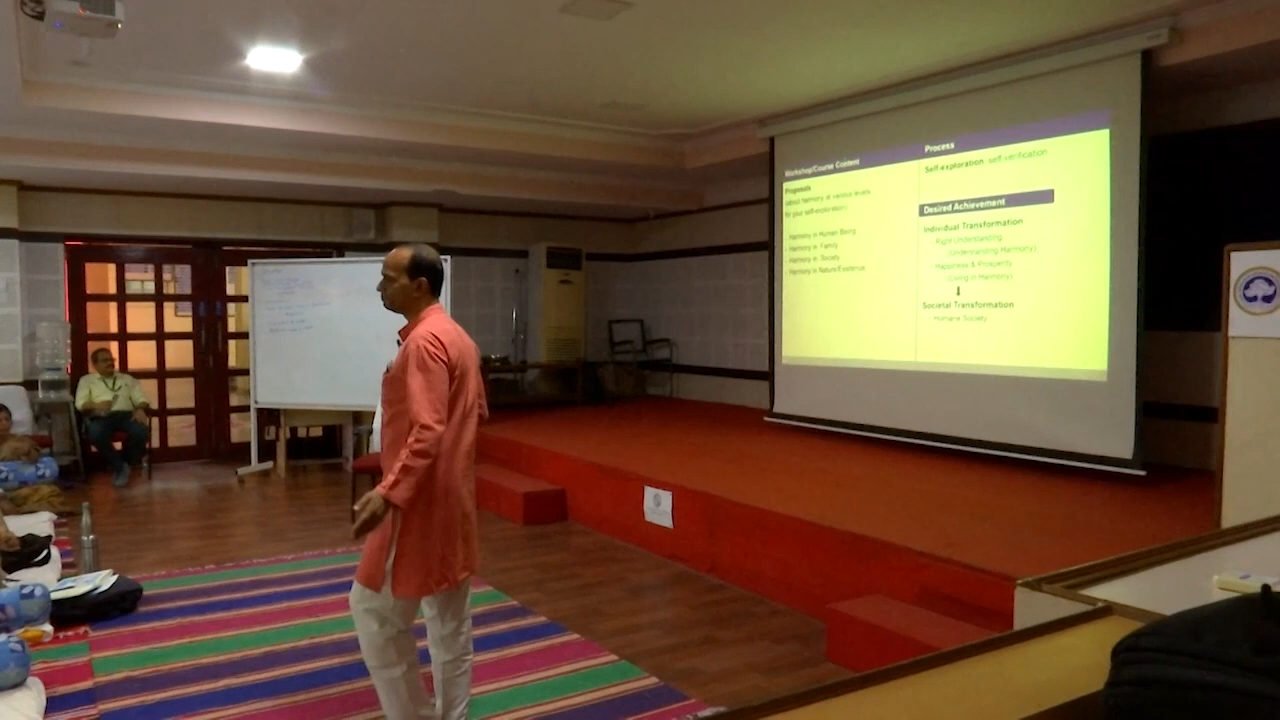 Workshop/Course Content
Proposals
(about harmony at various levels
for your self-exploration)
- Harmony in Human Being
- Harmony in Family
- Harmony in Society
- Harmony in Nature/Existence
Process
Self-exploration, self-verification
Desired Achievement
Individual Transformation
- Right Understanding
(Understanding Harmony)
- Happiness & Prosperity
(Living in Harmony)
Societal Transformation
- Humane Society